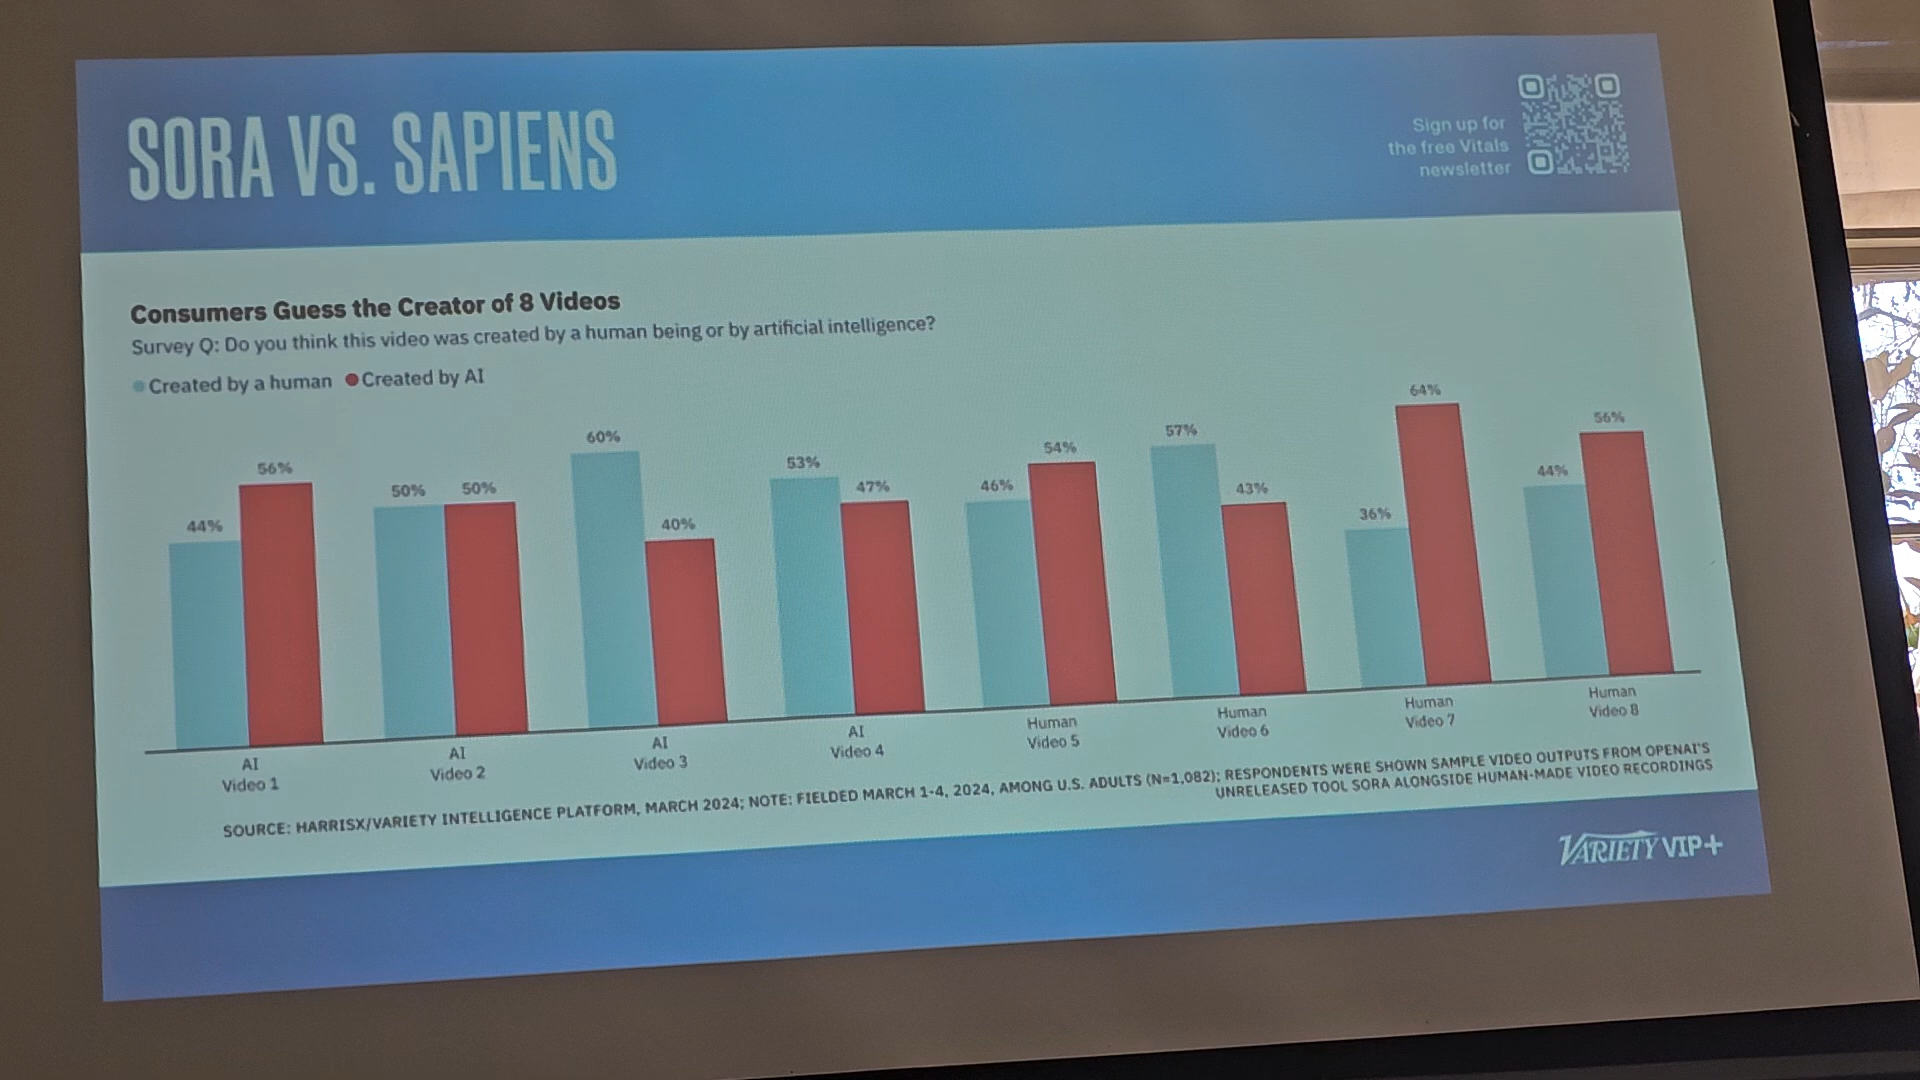 SORA VS. SAPIENS
Sign up for
the free Vitals
newsletter
Consumers Guess the Creator of 8 Videos
Survey Q: Do you think this video was created by a human being or by artificial intelligence?
Created by a human Created by AI
44% 56%
50% 50%
60% 40%
53% 47%
46% 54%
57% 43%
36% 64%
44% 56%
AI
Video 1
AI
Video 2
AI
Video 3
AI
Video 4
Human
Video 5
Human
Video 6
Human
Video 7
Human
Video 8
SOURCE: HARRISX/VARIETY INTELLIGENCE PLATFORM, MARCH 2024; NOTE: FIELDED MARCH 1-4, 2024, AMONG U.S. ADULTS (N=1,082); RESPONDENTS WERE SHOWN SAMPLE VIDEO OUTPUTS FROM OPENAI'S
UNRELEASED TOOL SORA ALONGSIDE HUMAN-MADE VIDEO RECORDINGS
VARIETY VIP+